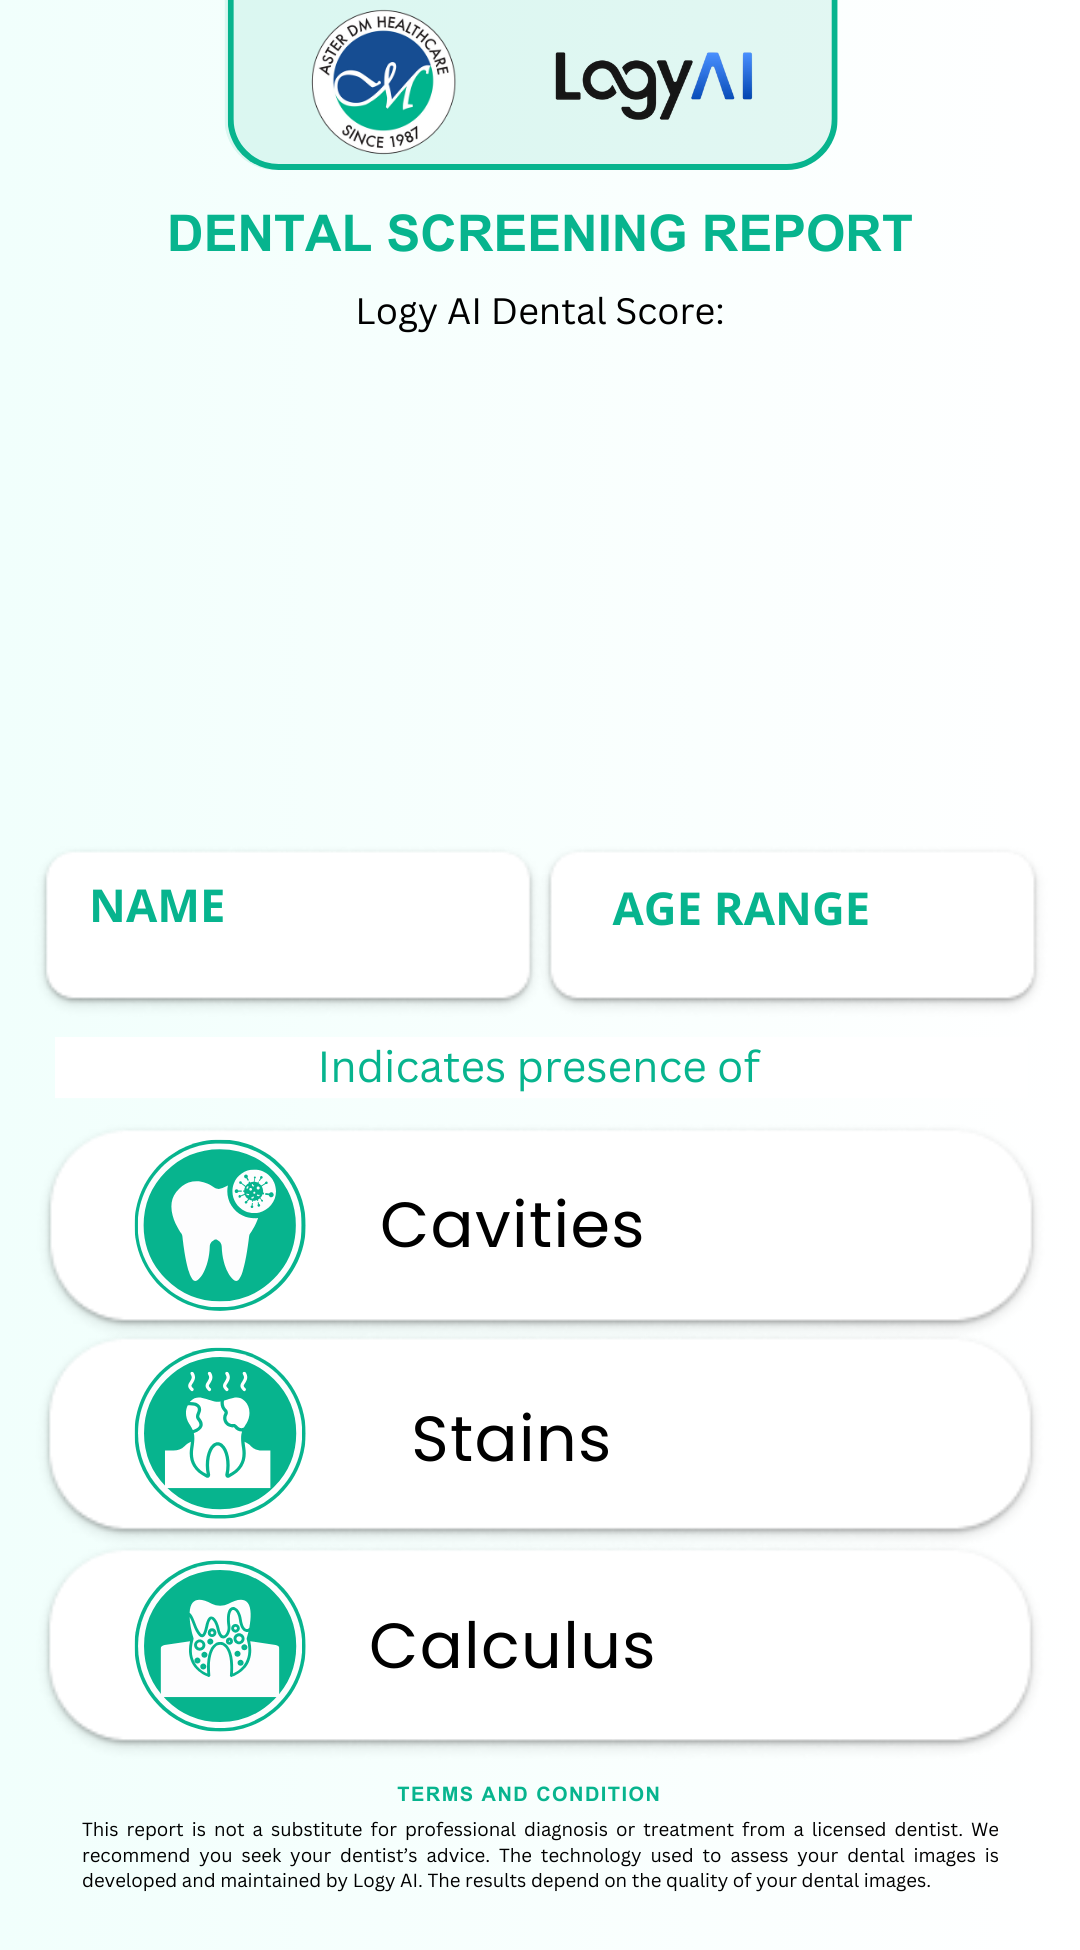 ASTER DM HEALTHCARE
SINCE 1987
LogyAI
DENTAL SCREENING REPORT
Logy AI Dental Score:
NAME
AGE RANGE
Indicates presence of
Cavities
Stains
Calculus
TERMS AND CONDITION
This report is not a substitute for professional diagnosis or treatment from a licensed dentist. We
recommend you seek your dentist’s advice. The technology used to assess your dental images is
developed and maintained by Logy AI. The results depend on the quality of your dental images.